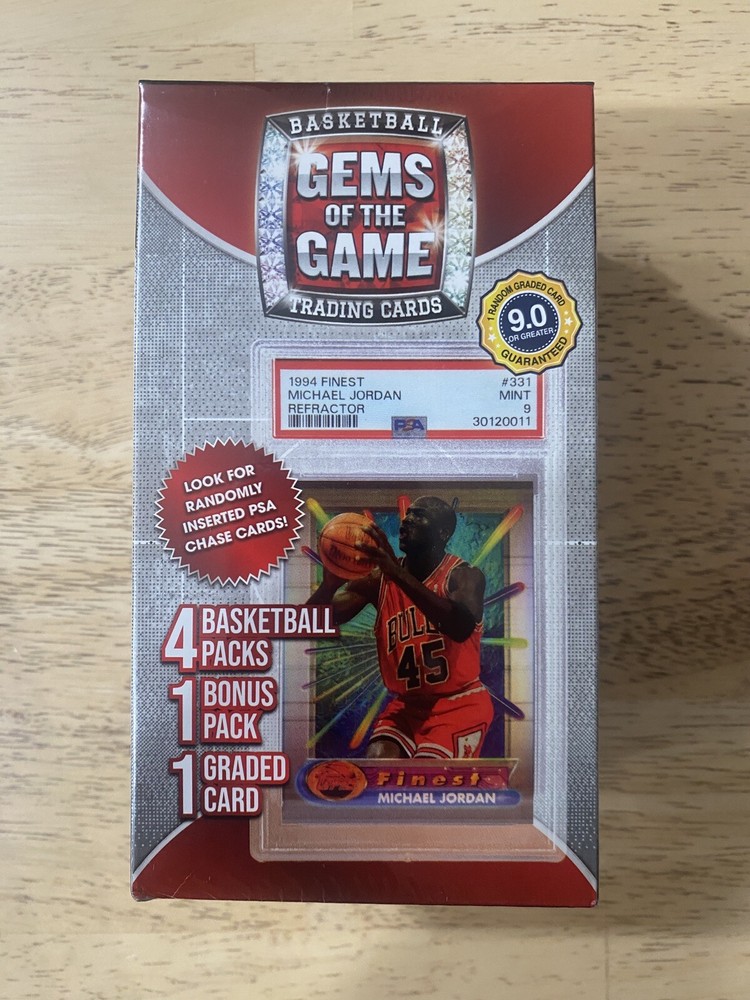 BASKETBALL
GEMS
OF THE
GAME
TRADING CARDS
1 RANDOM GRADED CARD
9.0
OR GREATER
GUARANTEED
1994 FINEST #331
MICHAEL JORDAN MINT
REFRACTOR 9
PSA 30120011
LOOK FOR
RANDOMLY
INSERTED PSA
CHASE CARDS!
BULLS
45
4 BASKETBALL
PACKS
1 BONUS
PACK
1 GRADED
CARD
Finest
MICHAEL JORDAN